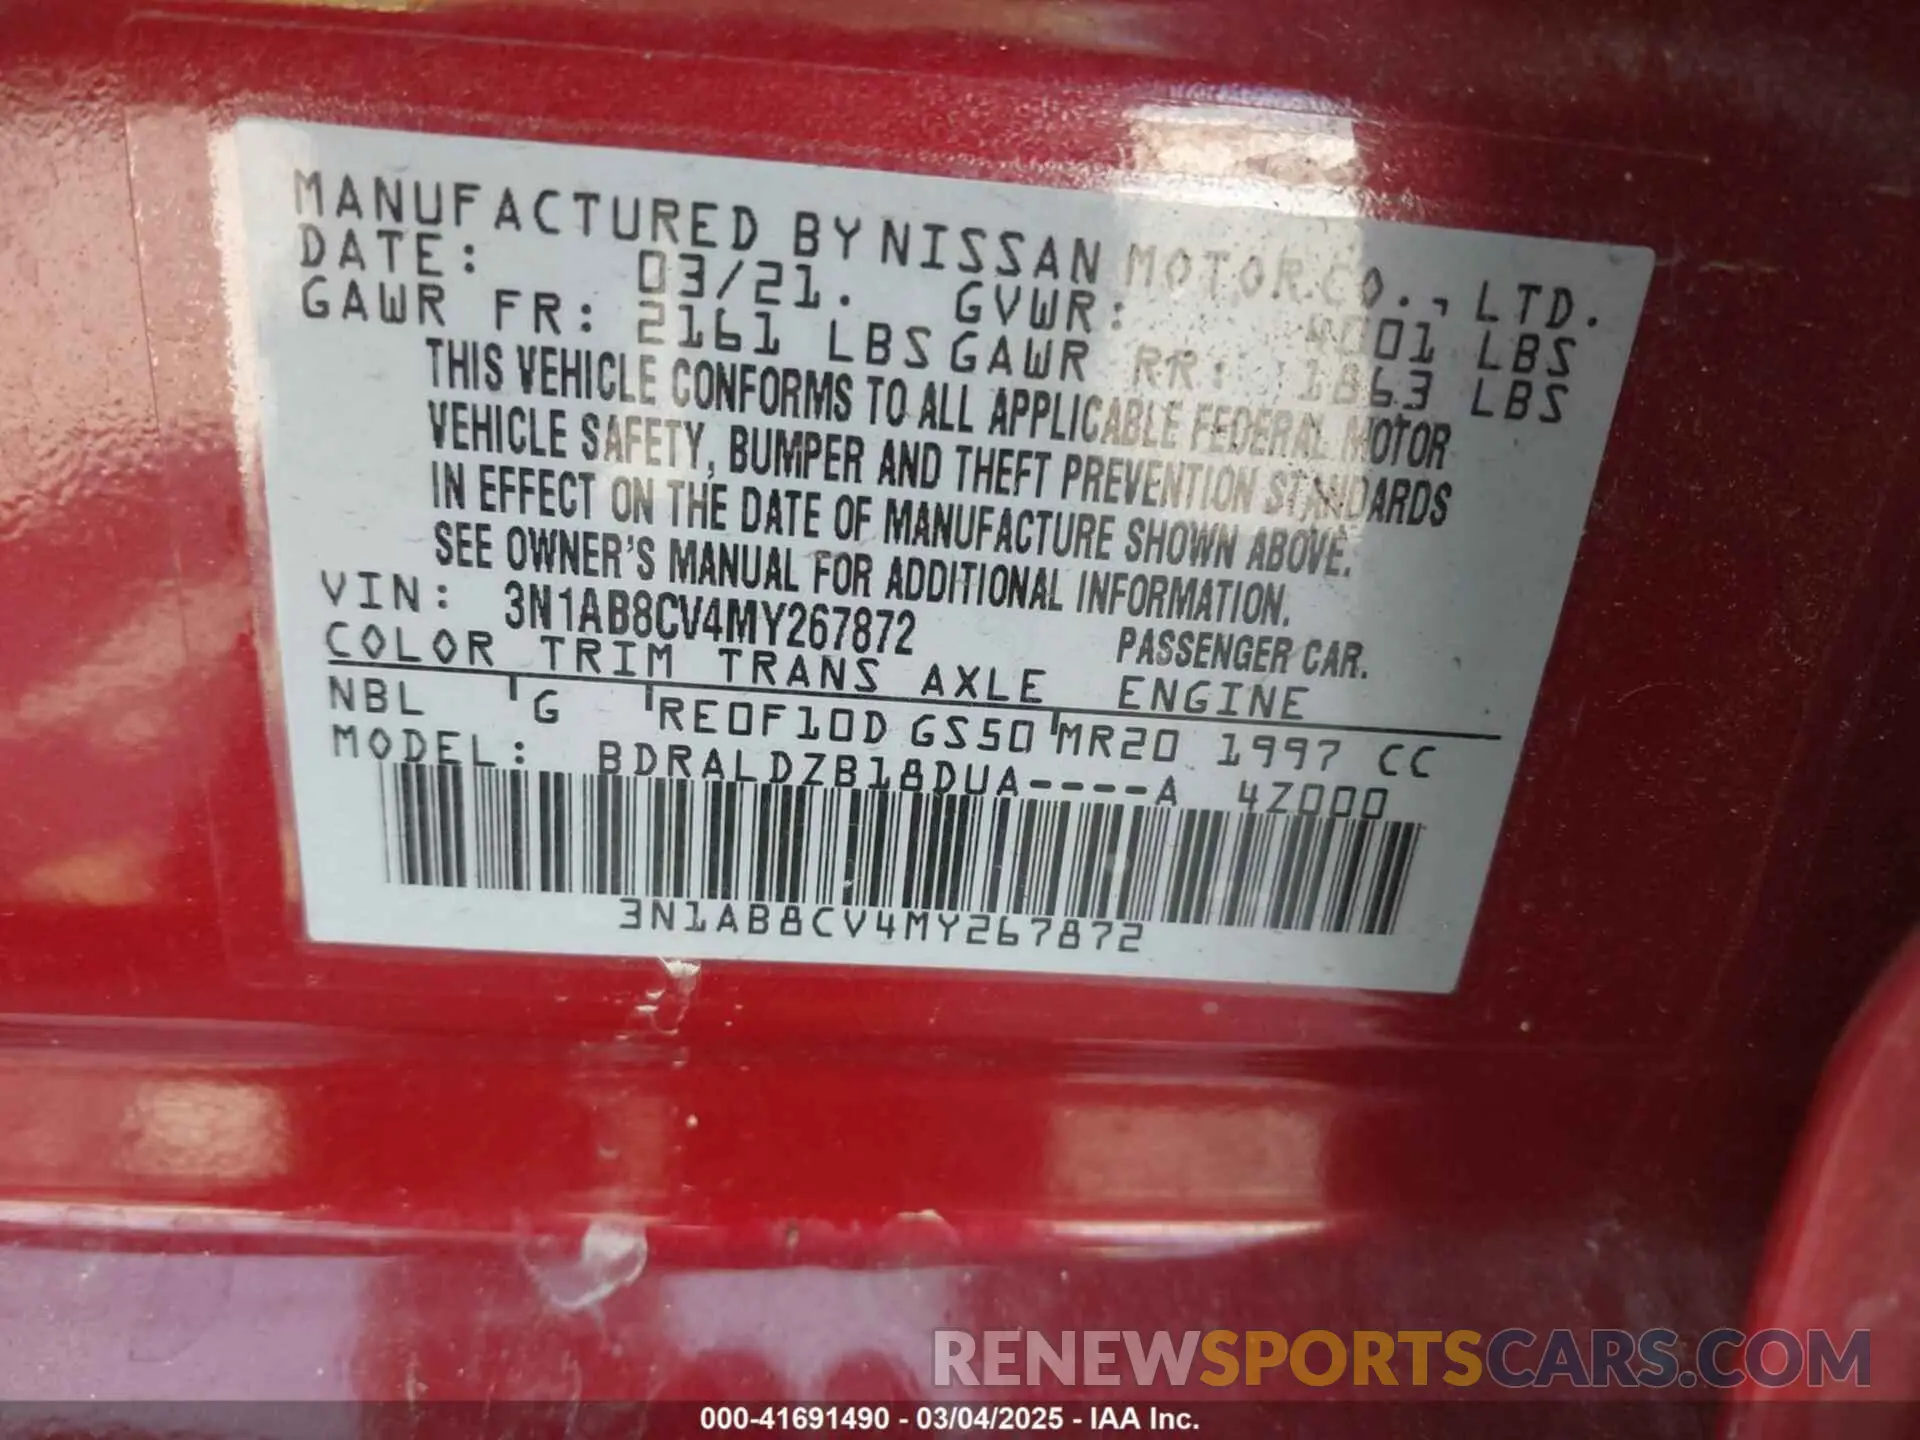 MANUFACTURED BY NISSAN MOTOR CO., LTD.
DATE: 03/21. GVWR: 4001 LBS
GAWR FR: 2161 LBS GAWR RR: 1863 LBS
THIS VEHICLE CONFORMS TO ALL APPLICABLE FEDERAL MOTOR
VEHICLE SAFETY, BUMPER AND THEFT PREVENTION STANDARDS
IN EFFECT ON THE DATE OF MANUFACTURE SHOWN ABOVE.
SEE OWNER'S MANUAL FOR ADDITIONAL INFORMATION.
VIN: 3N1AB8CV4MY267872 PASSENGER CAR.
COLOR TRIM TRANS AXLE ENGINE
NBL G RE0F10D GS50 MR20 1997 CC
MODEL: BDRALDZB18DUA----A 4Z000
3N1AB8CV4MY267872
RENEWSPORTSCARS.COM
000-41691490 - 03/04/2025 - IAA Inc.